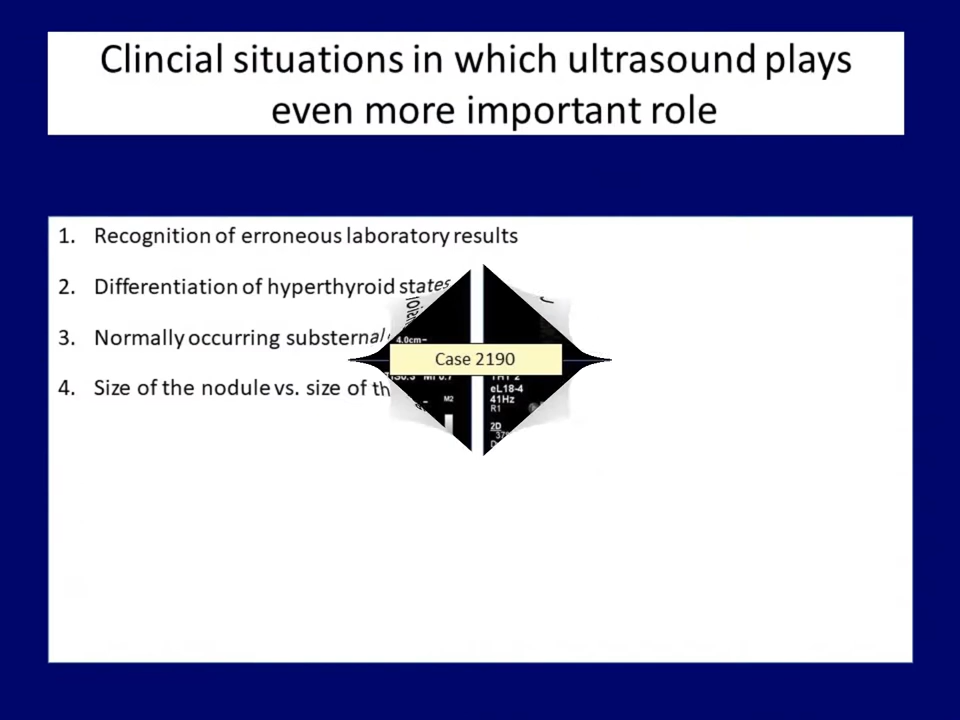 Clincial situations in which ultrasound plays
even more important role
1. Recognition of erroneous laboratory results
2. Differentiation of hyperthyroid states
3. Normally occurring substernal
4. Size of the nodule vs. size of th
4.0cm
Case 2190
M2
eL18-4
41Hz
R1
2D